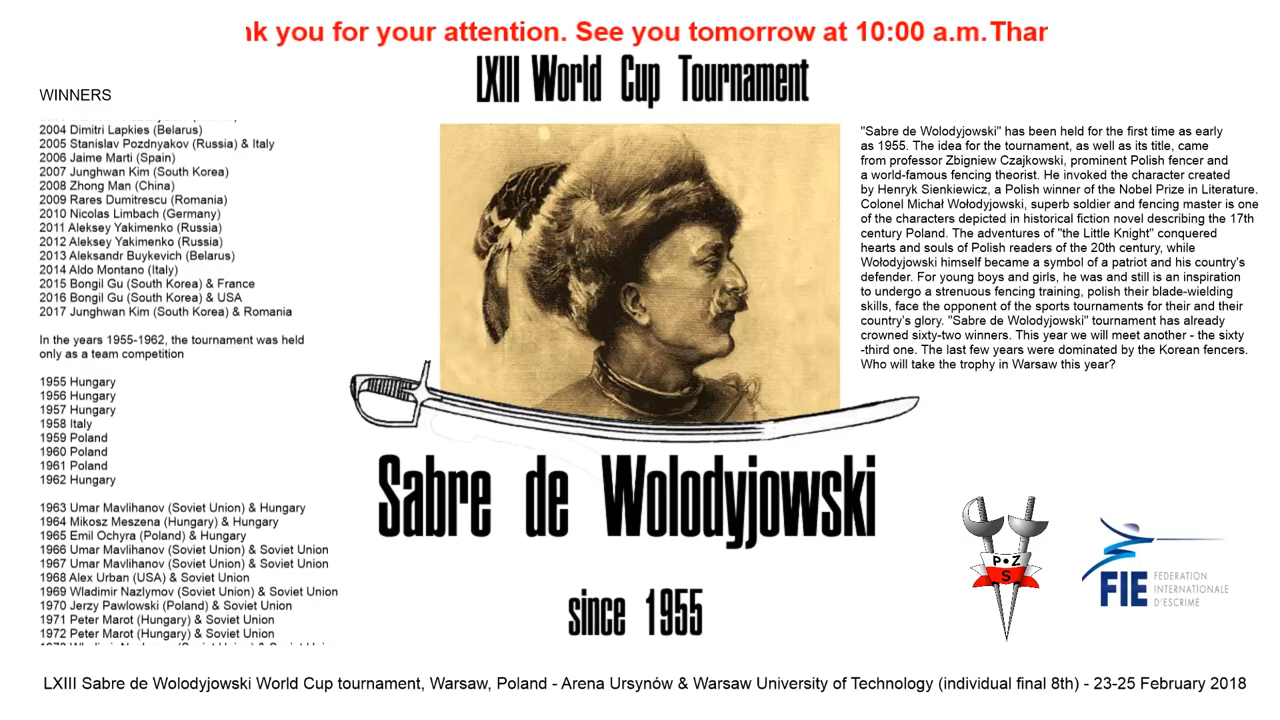 nk you for your attention. See you tomorrow at 10:00 a.m.Than
LXIII World Cup Tournament
WINNERS
2004 Dimitri Lapkies (Belarus)
2005 Stanislav Pozdnyakov (Russia) & Italy
2006 Jaime Marti (Spain)
2007 Junghwan Kim (South Korea)
2008 Zhong Man (China)
2009 Rares Dumitrescu (Romania)
2010 Nicolas Limbach (Germany)
2011 Aleksey Yakimenko (Russia)
2012 Aleksey Yakimenko (Russia)
2013 Aleksandr Buykevich (Belarus)
2014 Aldo Montano (Italy)
2015 Bongil Gu (South Korea) & France
2016 Bongil Gu (South Korea) & USA
2017 Junghwan Kim (South Korea) & Romania
In the years 1955-1962, the tournament was held
only as a team competition
1955 Hungary
1956 Hungary
1957 Hungary
1958 Italy
1959 Poland
1960 Poland
1961 Poland
1962 Hungary
1963 Umar Mavlihanov (Soviet Union) & Hungary
1964 Mikosz Meszena (Hungary) & Hungary
1965 Emil Ochyra (Poland) & Hungary
1966 Umar Mavlihanov (Soviet Union) & Soviet Union
1967 Umar Mavlihanov (Soviet Union) & Soviet Union
1968 Alex Urban (USA) & Soviet Union
1969 Wladimir Nazlymov (Soviet Union) & Soviet Union
1970 Jerzy Pawlowski (Poland) & Soviet Union
1971 Peter Marot (Hungary) & Soviet Union
1972 Peter Marot (Hungary) & Soviet Union
"Sabre de Wolodyjowski" has been held for the first time as early
as 1955. The idea for the tournament, as well as its title, came
from professor Zbigniew Czajkowski, prominent Polish fencer and
a world-famous fencing theorist. He invoked the character created
by Henryk Sienkiewicz, a Polish winner of the Nobel Prize in Literature.
Colonel Michał Wołodyjowski, superb soldier and fencing master is one
of the characters depicted in historical fiction novel describing the 17th
century Poland. The adventures of "the Little Knight" conquered
hearts and souls of Polish readers of the 20th century, while
Wołodyjowski himself became a symbol of a patriot and his country's
defender. For young boys and girls, he was and still is an inspiration
to undergo a strenuous fencing training, polish their blade-wielding
skills, face the opponent of the sports tournaments for their and their
country's glory. "Sabre de Wolodyjowski" tournament has already
crowned sixty-two winners. This year we will meet another - the sixty
-third one. The last few years were dominated by the Korean fencers.
Who will take the trophy in Warsaw this year?
Sabre de Wolodyjowski
since 1955
P•Z
S
FIE
FEDERATION
INTERNATIONALE
D'ESCRIME
LXIII Sabre de Wolodyjowski World Cup tournament, Warsaw, Poland - Arena Ursynów & Warsaw University of Technology (individual final 8th) - 23-25 February 2018